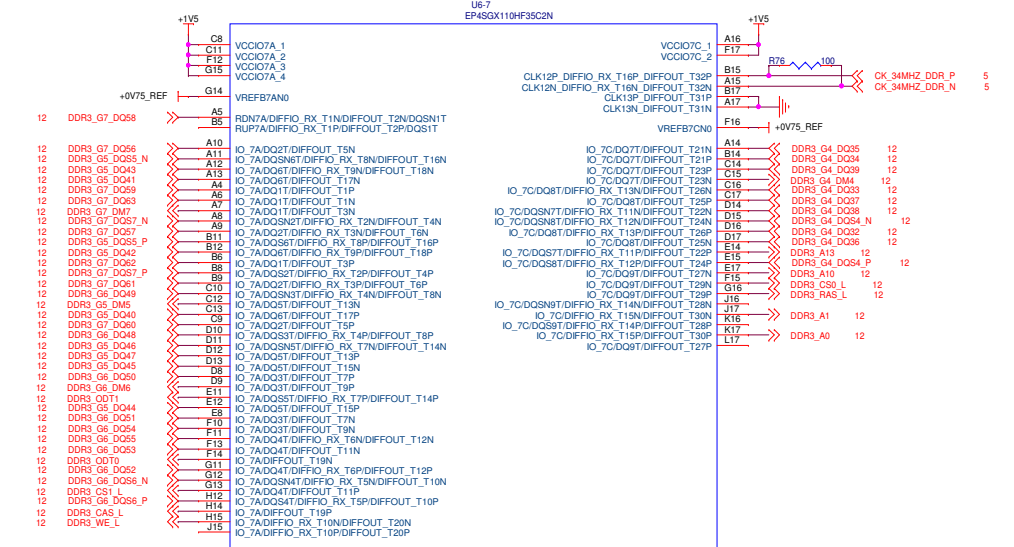 U6-7
EP4SGX110HF35C2N
+1V5 +1V5
C8 VCCIO7A_1 VCCIO7C_1 A16
C11 VCCIO7A_2 VCCIO7C_2 F17
F12 VCCIO7A_3
G15 VCCIO7A_4
R76 100
CLK12P_DIFFIO_RX_T16P_DIFFOUT_T32P B15 CK_34MHZ_DDR_P 5
CLK12N_DIFFIO_RX_T16N_DIFFOUT_T32N A15 CK_34MHZ_DDR_N 5
+0V75_REF G14 VREFB7AN0 CLK13P_DIFFOUT_T31P B17
CLK13N_DIFFOUT_T31N A17
12 DDR3_G7_DQ58 A5 RDN7A/DIFFIO_RX_T1N/DIFFOUT_T2N/DQSN1T
B5 RUP7A/DIFFIO_RX_T1P/DIFFOUT_T2P/DQS1T VREFB7CN0 F16 +0V75_REF
12 DDR3_G7_DQ56 A10 IO_7A/DQ2T/DIFFOUT_T5N IO_7C/DQ7T/DIFFOUT_T21N A14 DDR3_G4_DQ35 12
12 DDR3_G5_DQS5_N A11 IO_7A/DQSN6T/DIFFIO_RX_T8N/DIFFOUT_T16N IO_7C/DQ7T/DIFFOUT_T21P B14 DDR3_G4_DQ34 12
12 DDR3_G5_DQ43 A12 IO_7A/DQ6T/DIFFIO_RX_T9N/DIFFOUT_T18N IO_7C/DQ7T/DIFFOUT_T23P C14 DDR3_G4_DQ39 12
12 DDR3_G5_DQ41 A13 IO_7A/DQ6T/DIFFOUT_T17N IO_7C/DQ7T/DIFFOUT_T23N C15 DDR3_G4_DM4 12
12 DDR3_G7_DQ59 A4 IO_7A/DQ1T/DIFFOUT_T1P IO_7C/DQ8T/DIFFIO_RX_T13N/DIFFOUT_T26N C16 DDR3_G4_DQ33 12
12 DDR3_G7_DQ63 A6 IO_7A/DQ1T/DIFFOUT_T1N IO_7C/DQ8T/DIFFOUT_T25P C17 DDR3_G4_DQ37 12
12 DDR3_G7_DM7 A7 IO_7A/DQ1T/DIFFOUT_T3N IO_7C/DQSN7T/DIFFIO_RX_T11N/DIFFOUT_T22N D14 DDR3_G4_DQ38 12
12 DDR3_G7_DQS7_N A8 IO_7A/DQSN2T/DIFFIO_RX_T2N/DIFFOUT_T4N IO_7C/DQSN8T/DIFFIO_RX_T12N/DIFFOUT_T24N D15 DDR3_G4_DQS4_N 12
12 DDR3_G7_DQ57 A9 IO_7A/DQ2T/DIFFIO_RX_T3N/DIFFOUT_T6N IO_7C/DQ8T/DIFFIO_RX_T13P/DIFFOUT_T26P D16 DDR3_G4_DQ32 12
12 DDR3_G5_DQS5_P B11 IO_7A/DQS6T/DIFFIO_RX_T8P/DIFFOUT_T16P IO_7C/DQ8T/DIFFOUT_T25N D17 DDR3_G4_DQ36 12
12 DDR3_G5_DQ42 B12 IO_7A/DQ6T/DIFFIO_RX_T9P/DIFFOUT_T18P IO_7C/DQS7T/DIFFIO_RX_T11P/DIFFOUT_T22P E14 DDR3_A13 12
12 DDR3_G7_DQ62 B6 IO_7A/DQ1T/DIFFOUT_T3P IO_7C/DQS8T/DIFFIO_RX_T12P/DIFFOUT_T24P E15 DDR3_G4_DQS4_P 12
12 DDR3_G7_DQS7_P B8 IO_7A/DQS2T/DIFFIO_RX_T2P/DIFFOUT_T4P IO_7C/DQ9T/DIFFOUT_T27N E17 DDR3_A10 12
12 DDR3_G7_DQ61 B9 IO_7A/DQ2T/DIFFIO_RX_T3P/DIFFOUT_T6P IO_7C/DQ9T/DIFFOUT_T29N F15 DDR3_CS0_L 12
12 DDR3_G6_DQ49 C10 IO_7A/DQSN3T/DIFFIO_RX_T4N/DIFFOUT_T8N IO_7C/DQ9T/DIFFOUT_T29P G16 DDR3_RAS_L 12
12 DDR3_G5_DM5 C12 IO_7A/DQ5T/DIFFOUT_T13N IO_7C/DQSN9T/DIFFIO_RX_T14N/DIFFOUT_T28N J16
12 DDR3_G5_DQ40 C13 IO_7A/DQ6T/DIFFOUT_T17P IO_7C/DIFFIO_RX_T15N/DIFFOUT_T30N J17 DDR3_A1 12
12 DDR3_G7_DQ60 C9 IO_7A/DQ2T/DIFFOUT_T5P IO_7C/DQS9T/DIFFIO_RX_T14P/DIFFOUT_T28P K16
12 DDR3_G6_DQ48 D10 IO_7A/DQS3T/DIFFIO_RX_T4P/DIFFOUT_T8P IO_7C/DIFFIO_RX_T15P/DIFFOUT_T30P K17 DDR3_A0 12
12 DDR3_G5_DQ46 D11 IO_7A/DQSN5T/DIFFIO_RX_T7N/DIFFOUT_T14N IO_7C/DQ9T/DIFFOUT_T27P L17
12 DDR3_G5_DQ47 D12 IO_7A/DQ5T/DIFFOUT_T13P
12 DDR3_G5_DQ45 D13 IO_7A/DQ5T/DIFFOUT_T15N
12 DDR3_G6_DQ50 D8 IO_7A/DQ3T/DIFFOUT_T7P
12 DDR3_G6_DM6 D9 IO_7A/DQ3T/DIFFOUT_T9P
12 DDR3_ODT1 E11 IO_7A/DQS5T/DIFFIO_RX_T7P/DIFFOUT_T14P
12 DDR3_G5_DQ44 E12 IO_7A/DQ5T/DIFFOUT_T15P
12 DDR3_G6_DQ51 E8 IO_7A/DQ3T/DIFFOUT_T7N
12 DDR3_G6_DQ54 F10 IO_7A/DQ3T/DIFFOUT_T9N
12 DDR3_G6_DQ55 F11 IO_7A/DQ4T/DIFFIO_RX_T6N/DIFFOUT_T12N
12 DDR3_G6_DQ53 F13 IO_7A/DQ4T/DIFFOUT_T11N
12 DDR3_ODT0 F14 IO_7A/DIFFOUT_T19N
12 DDR3_G6_DQ52 G11 IO_7A/DQ4T/DIFFIO_RX_T6P/DIFFOUT_T12P
12 DDR3_G6_DQS6_N G12 IO_7A/DQSN4T/DIFFIO_RX_T5N/DIFFOUT_T10N
12 DDR3_CS1_L G13 IO_7A/DQ4T/DIFFOUT_T11P
12 DDR3_G6_DQS6_P H12 IO_7A/DQS4T/DIFFIO_RX_T5P/DIFFOUT_T10P
12 DDR3_CAS_L H14 IO_7A/DIFFOUT_T19P
12 DDR3_WE_L H15 IO_7A/DIFFIO_RX_T10N/DIFFOUT_T20N
J15 IO_7A/DIFFIO_RX_T10P/DIFFOUT_T20P